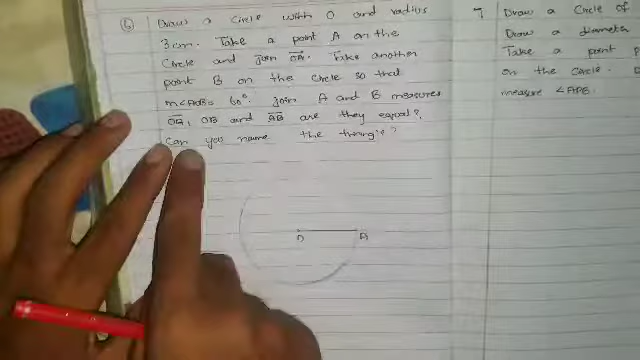 6 Draw a Circle with O and radius
3 cm. Take a point A on the
Circle and join OA. Take another
point B on the Circle so that
m∠AOB= 60°. Join A and B measures
OA, OB and AB are they equal?
Can you name the
O A
7 Draw a Circle of
Draw a diameter
Take a point P
on the Circle
measure ∠APB.